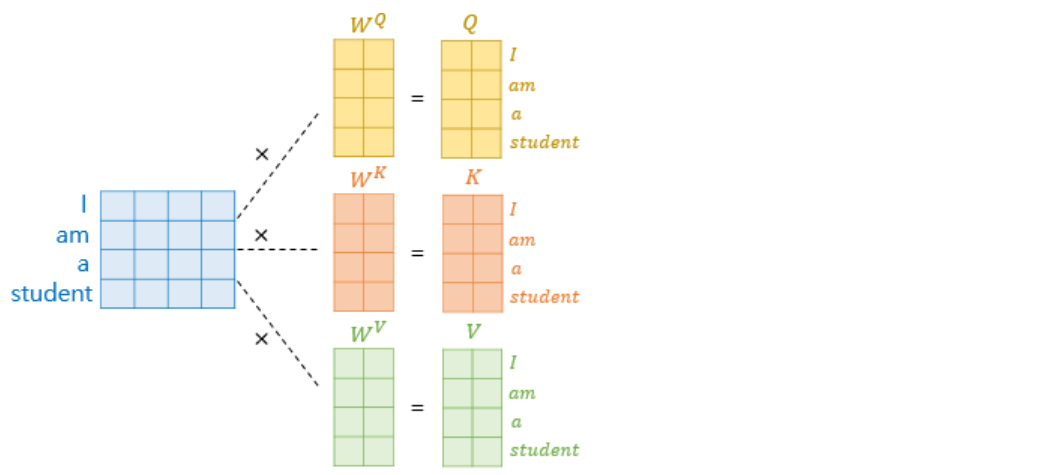 W^Q Q
I
am
× = a
student
W^K K
I I
am × am
a = a
student student
W^V V
× I
am
= a
student